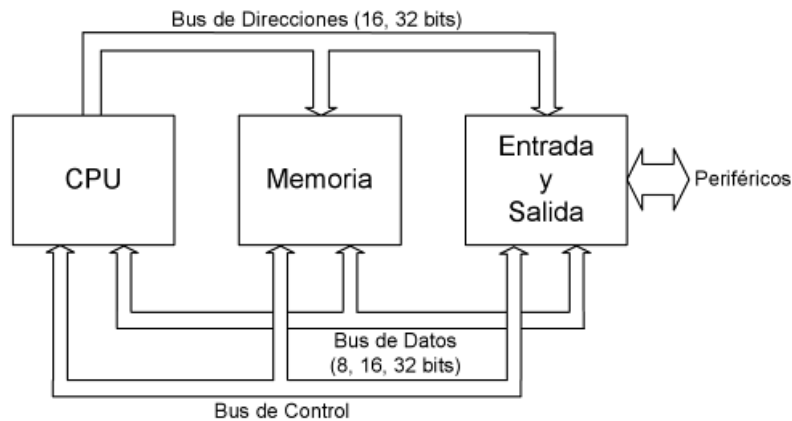 Bus de Direcciones (16, 32 bits)
CPU
Memoria
Entrada
y
Salida
Periféricos
Bus de Datos
(8, 16, 32 bits)
Bus de Control